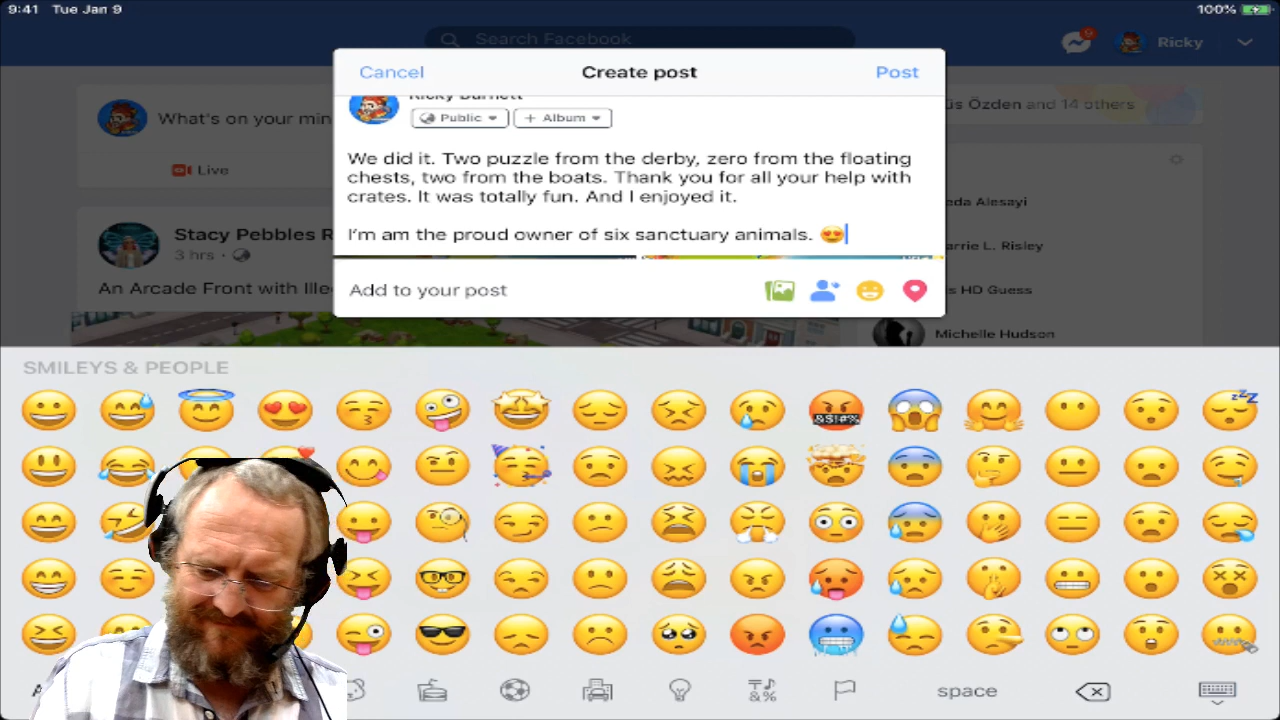 9:41 Tue Jan 9
100%
Search Facebook
Ricky
Cancel
Create post
Post
Ricky Burnett
Public
+ Album
What's on your min
Özden and 14 others
Live
We did it. Two puzzle from the derby, zero from the floating
chests, two from the boats. Thank you for all your help with
crates. It was totally fun. And I enjoyed it.
I'm am the proud owner of six sanctuary animals. 😍
Stacy Pebbles R
3 hrs
An Arcade Front with Ille
Alesayi
L. Risley
HD Guess
Michelle Hudson
Add to your post
SMILEYS & PEOPLE
space